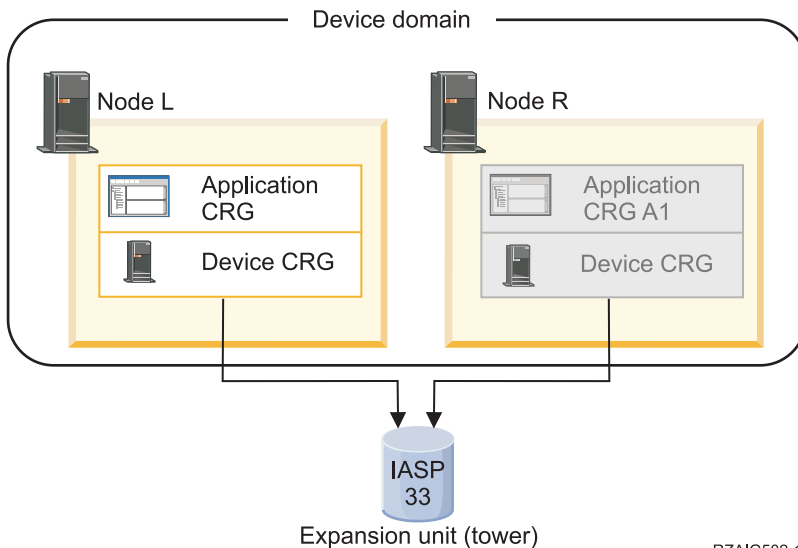 Device domain
Node L
Node R
Application
CRG
Device CRG
Application
CRG A1
Device CRG
IASP
33
Expansion unit (tower)